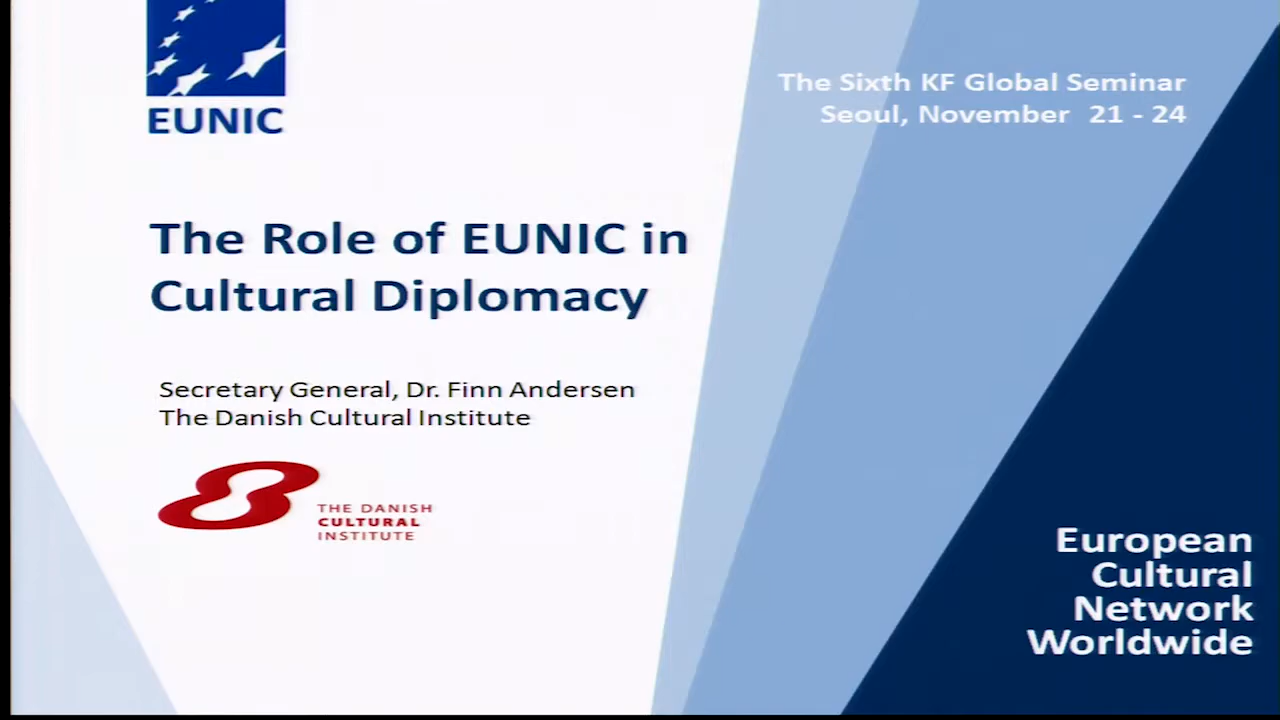 EUNIC
The Sixth KF Global Seminar
Seoul, November 21 - 24
The Role of EUNIC in
Cultural Diplomacy
Secretary General, Dr. Finn Andersen
The Danish Cultural Institute
THE DANISH
CULTURAL
INSTITUTE
European
Cultural
Network
Worldwide